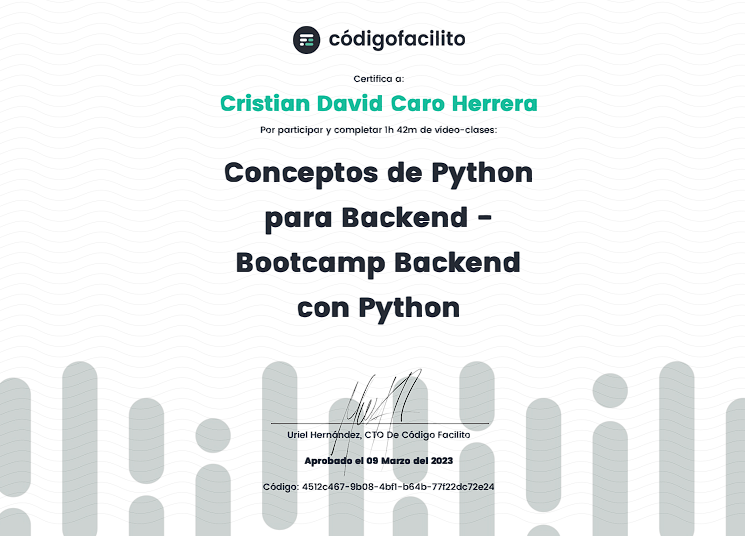 códigofacilito
Certifica a:
Cristian David Caro Herrera
Por participar y completar 1h 42m de video-clases:
Conceptos de Python
para Backend -
Bootcamp Backend
con Python
Uriel Hernández, CTO De Código Facilito
Aprobado el 09 Marzo del 2023
Código: 4512c467-9b08-4bf1-b64b-77f22dc72e24